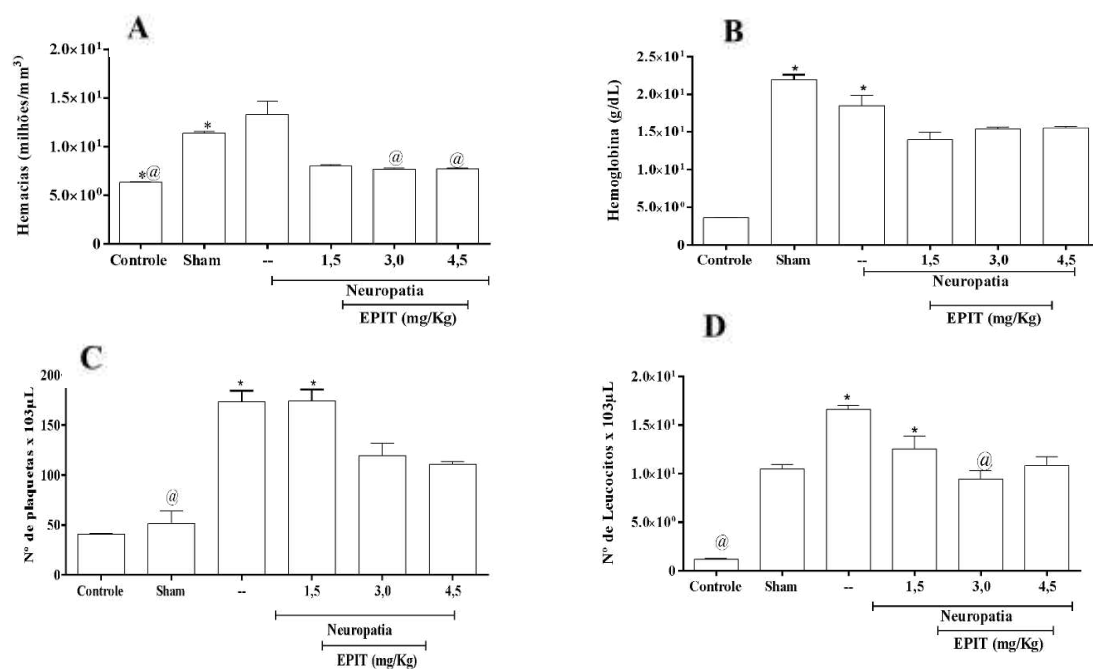 A
Hemacias (milhões/mm³)
2.0×10¹
1.5×10¹
1.0×10¹
5.0×10⁰
0
*@
*
@
@
Controle Sham -- 1,5 3,0 4,5
Neuropatia
EPIT (mg/Kg)
B
Hemoglobina (g/dL)
2.5×10¹
2.0×10¹
1.5×10¹
1.0×10¹
5.0×10⁰
0
*
*
Controle Sham -- 1,5 3,0 4,5
Neuropatia
EPIT (mg/Kg)
C
Nº de plaquetas x 103µL
200
150
100
50
0
@
*
*
Controle Sham -- 1,5 3,0 4,5
Neuropatia
EPIT (mg/Kg)
D
Nº de Leucocitos x 103µL
2.0×10¹
1.5×10¹
1.0×10¹
5.0×10⁰
0
@
*
*
@
Controle Sham -- 1,5 3,0 4,5
Neuropatia
EPIT (mg/Kg)